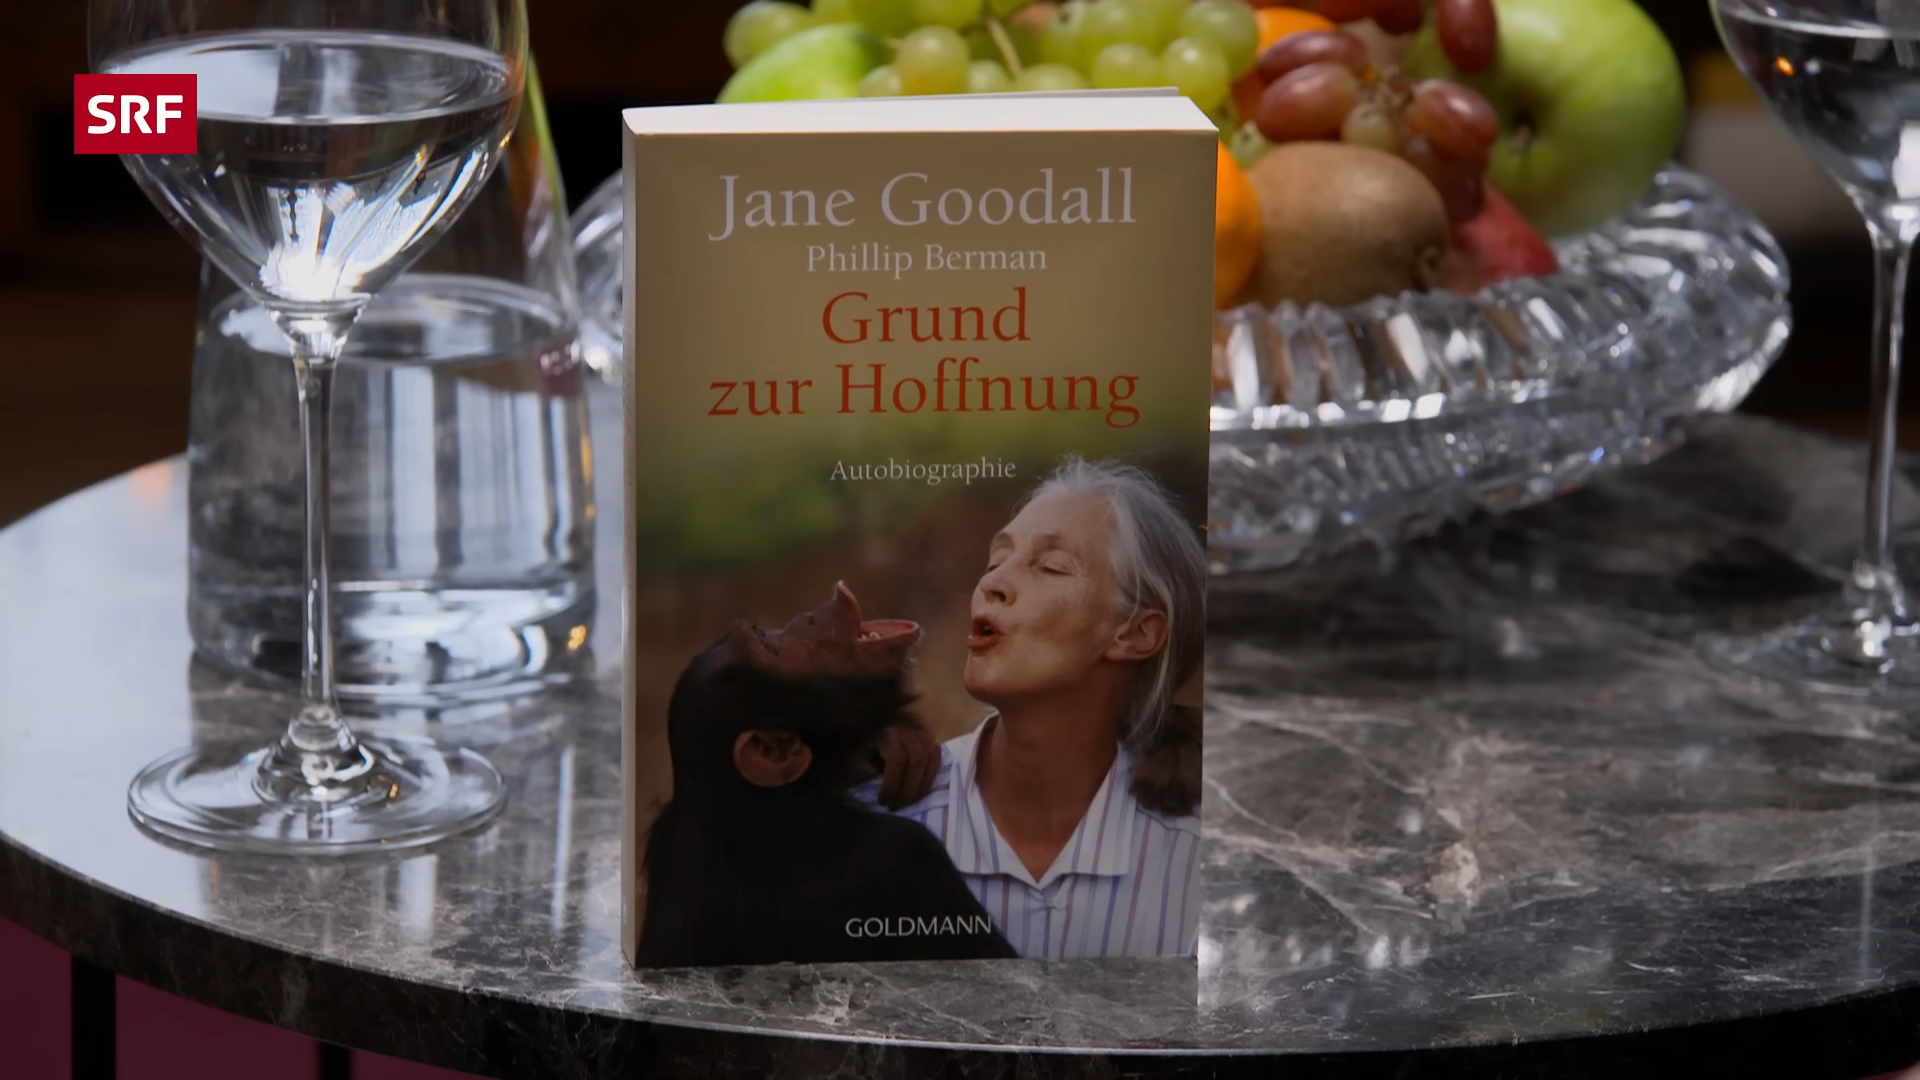 SRF
Jane Goodall
Phillip Berman
Grund
zur Hoffnung
Autobiographie
GOLDMANN